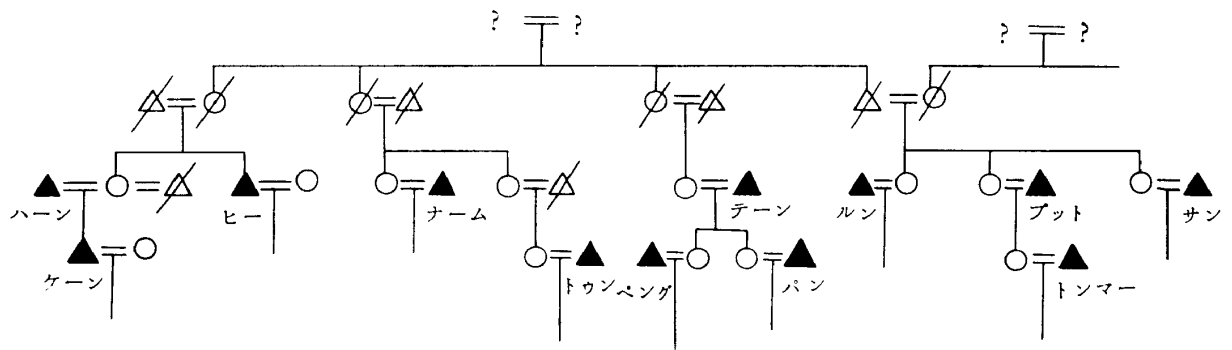 ? ?
? ?
ハーン ヒー ナーム テーン ルン プット サン
ケーン トゥン ペング パン トンマー